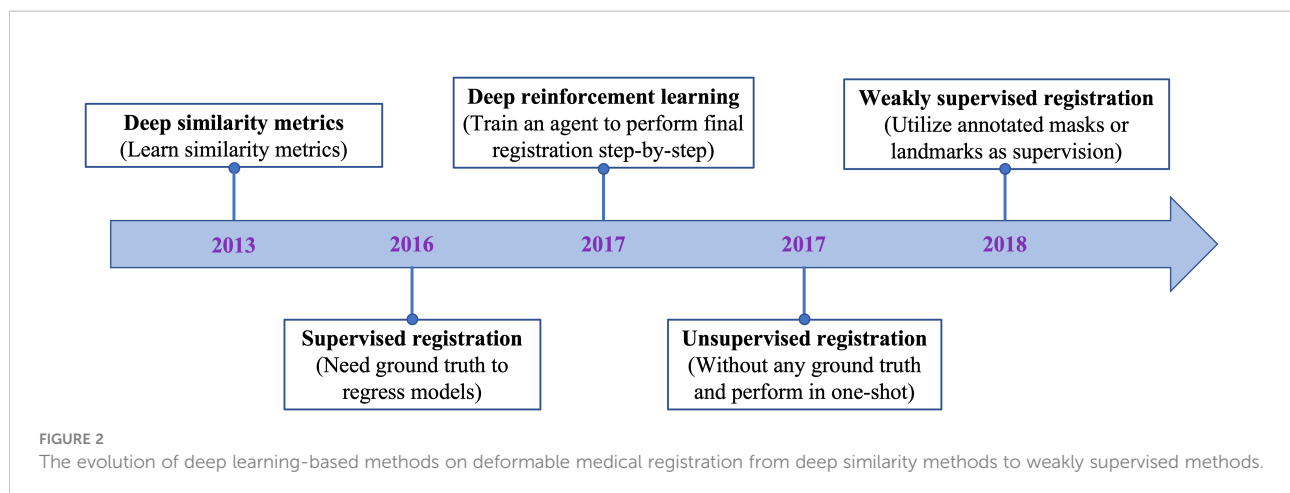 Deep similarity metrics
(Learn similarity metrics)
Deep reinforcement learning
(Train an agent to perform final
registration step-by-step)
Weakly supervised registration
(Utilize annotated masks or
landmarks as supervision)
2013
2016
2017
2017
2018
Supervised registration
(Need ground truth to
regress models)
Unsupervised registration
(Without any ground truth
and perform in one-shot)
FIGURE 2
The evolution of deep learning-based methods on deformable medical registration from deep similarity methods to weakly supervised methods.